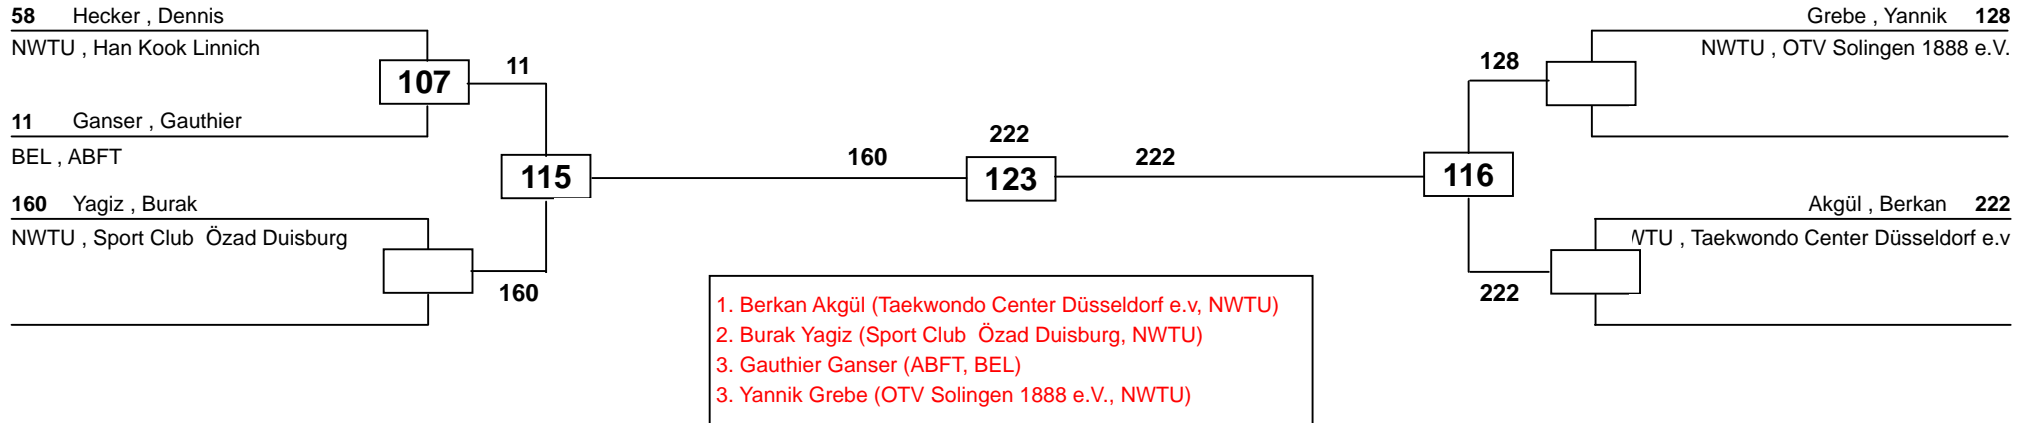 58 Hecker , Dennis
NWTU , Han Kook Linnich
107
11
11 Ganser , Gauthier
BEL , ABFT
115
160 Yagiz , Burak
NWTU , Sport Club Özad Duisburg
160
160
222
123
222
Grebe , Yannik 128
NWTU , OTV Solingen 1888 e.V.
128
116
Akgül , Berkan 222
WTU , Taekwondo Center Düsseldorf e.v
222
1. Berkan Akgül (Taekwondo Center Düsseldorf e.v, NWTU)
2. Burak Yagiz (Sport Club Özad Duisburg, NWTU)
3. Gauthier Ganser (ABFT, BEL)
3. Yannik Grebe (OTV Solingen 1888 e.V., NWTU)